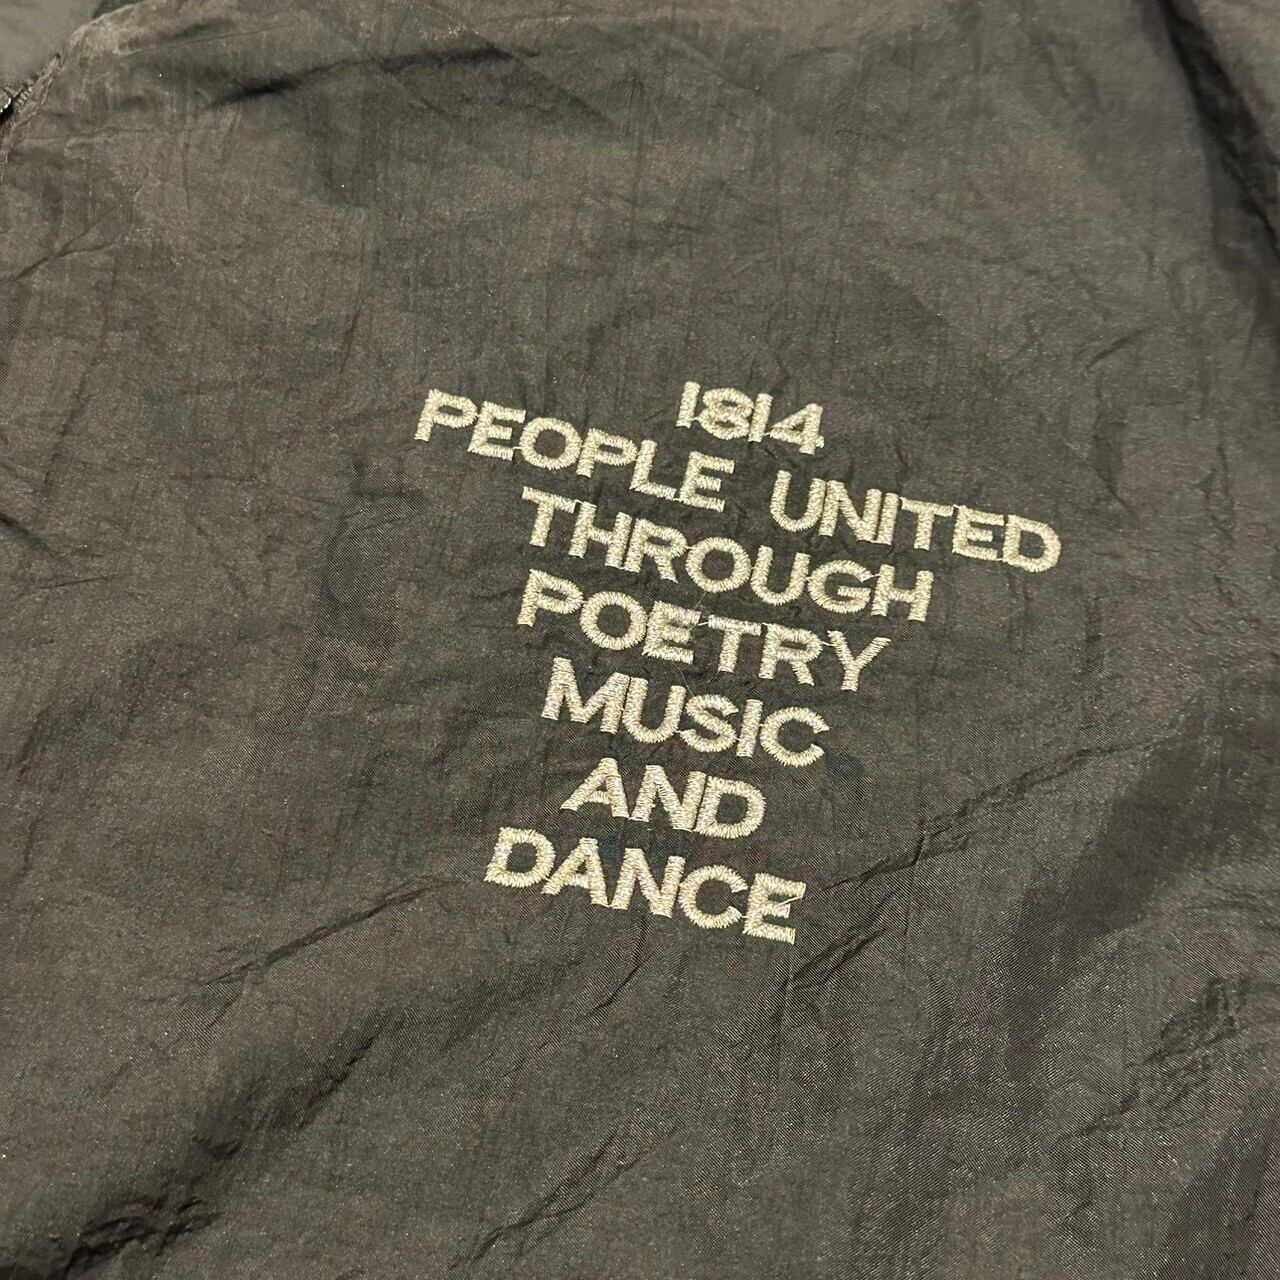 1814
PEOPLE UNITED
THROUGH
POETRY
MUSIC
AND
DANCE